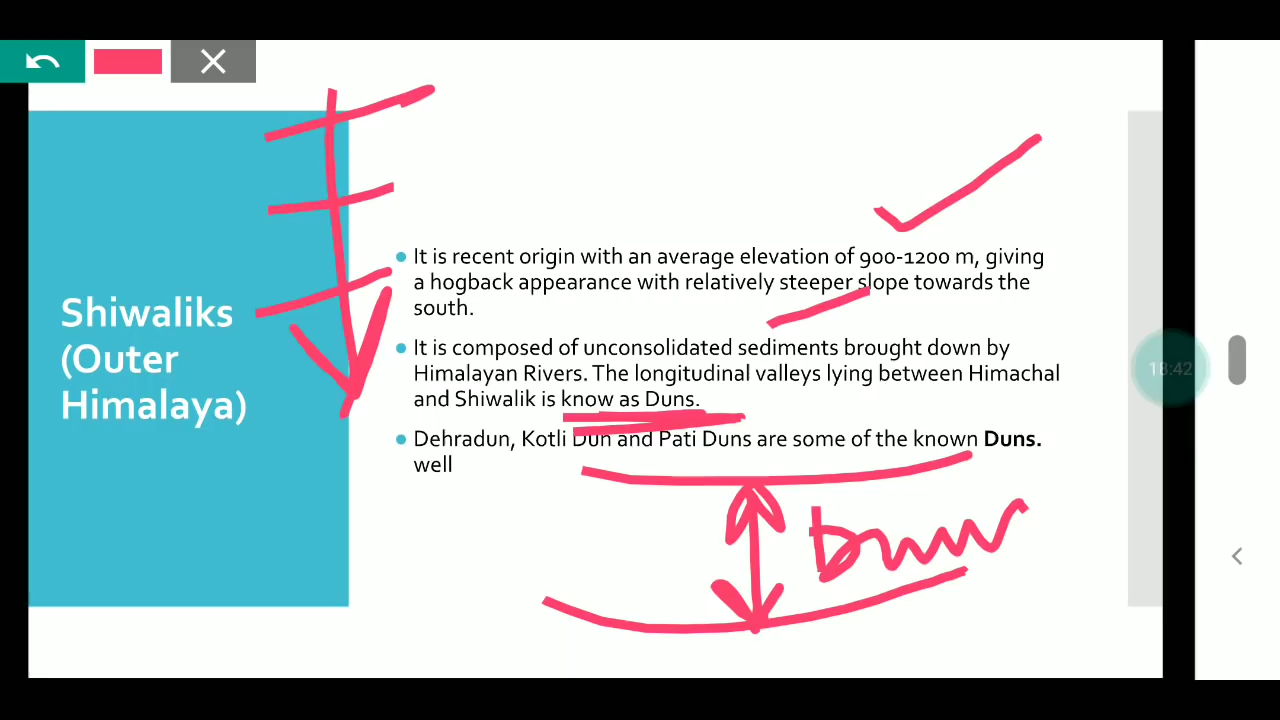 Shiwaliks
(Outer
Himalaya)
It is recent origin with an average elevation of 900-1200 m, giving
a hogback appearance with relatively steeper slope towards the
south.
It is composed of unconsolidated sediments brought down by
Himalayan Rivers. The longitudinal valleys lying between Himachal
and Shiwalik is know as Duns.
Dehradun, Kotli Dun and Pati Duns are some of the known Duns.
well
18:42